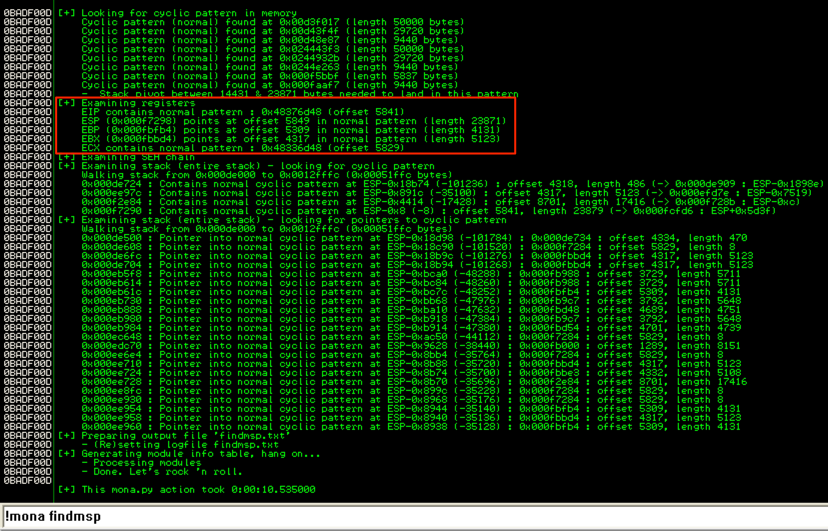 0BADF00D [+] Looking for cyclic pattern in memory
0BADF00D Cyclic pattern (normal) found at 0x00d3f017 (length 50000 bytes)
0BADF00D Cyclic pattern (normal) found at 0x00d43f4f (length 29720 bytes)
0BADF00D Cyclic pattern (normal) found at 0x00d48e87 (length 9440 bytes)
0BADF00D Cyclic pattern (normal) found at 0x024443f3 (length 50000 bytes)
0BADF00D Cyclic pattern (normal) found at 0x0244932b (length 29720 bytes)
0BADF00D Cyclic pattern (normal) found at 0x0244e263 (length 9440 bytes)
0BADF00D Cyclic pattern (normal) found at 0x000f5bbf (length 5837 bytes)
0BADF00D Cyclic pattern (normal) found at 0x000faaf7 (length 9440 bytes)
0BADF00D - Stack pivot between 14431 & 23871 bytes needed to land in this pattern
0BADF00D [+] Examining registers
0BADF00D EIP contains normal pattern : 0x48376d48 (offset 5841)
0BADF00D ESP (0x000f7298) points at offset 5849 in normal pattern (length 23871)
0BADF00D EBP (0x000fbfb4) points at offset 5309 in normal pattern (length 4131)
0BADF00D EBX (0x000fbbd4) points at offset 4317 in normal pattern (length 5123)
0BADF00D ECX contains normal pattern : 0x48336d48 (offset 5829)
0BADF00D [+] Examining SEH chain
0BADF00D [+] Examining stack (entire stack) - looking for cyclic pattern
0BADF00D Walking stack from 0x000de000 to 0x0012fffc (0x00051ffc bytes)
0BADF00D 0x000de724 : Contains normal cyclic pattern at ESP-0x18b74 (-101236) : offset 4318, length 486 (-> 0x000de909 : ESP-0x1898e)
0BADF00D 0x000ee97c : Contains normal cyclic pattern at ESP-0x891c (-35100) : offset 4317, length 5123 (-> 0x000efd7e : ESP-0x7519)
0BADF00D 0x000f2e84 : Contains normal cyclic pattern at ESP-0x4414 (-17428) : offset 8701, length 17416 (-> 0x000f728b : ESP-0xc)
0BADF00D 0x000f7290 : Contains normal cyclic pattern at ESP-0x8 (-8) : offset 5841, length 23879 (-> 0x000fcfd6 : ESP+0x5d3f)
0BADF00D [+] Examining stack (entire stack) - looking for pointers to cyclic pattern
0BADF00D Walking stack from 0x000de000 to 0x0012fffc (0x00051ffc bytes)
0BADF00D 0x000de500 : Pointer into normal cyclic pattern at ESP-0x18d98 (-101784) : 0x000de734 : offset 4334, length 470
0BADF00D 0x000de608 : Pointer into normal cyclic pattern at ESP-0x18c90 (-101520) : 0x000f7284 : offset 5829, length 8
0BADF00D 0x000de6fc : Pointer into normal cyclic pattern at ESP-0x18b9c (-101276) : 0x000fbbd4 : offset 4317, length 5123
0BADF00D 0x000de704 : Pointer into normal cyclic pattern at ESP-0x18b94 (-101268) : 0x000fbbd4 : offset 4317, length 5123
0BADF00D 0x000eb5f8 : Pointer into normal cyclic pattern at ESP-0xbca0 (-48288) : 0x000fb988 : offset 3729, length 5711
0BADF00D 0x000eb614 : Pointer into normal cyclic pattern at ESP-0xbc84 (-48260) : 0x000fb988 : offset 3729, length 5711
0BADF00D 0x000eb61c : Pointer into normal cyclic pattern at ESP-0xbc7c (-48252) : 0x000fbfb4 : offset 5309, length 4131
0BADF00D 0x000eb730 : Pointer into normal cyclic pattern at ESP-0xbb68 (-47976) : 0x000fb9c7 : offset 3792, length 5648
0BADF00D 0x000eb888 : Pointer into normal cyclic pattern at ESP-0xba10 (-47632) : 0x000fbd48 : offset 4689, length 4751
0BADF00D 0x000eb980 : Pointer into normal cyclic pattern at ESP-0xb918 (-47384) : 0x000fb9c7 : offset 3792, length 5648
0BADF00D 0x000eb984 : Pointer into normal cyclic pattern at ESP-0xb914 (-47380) : 0x000fbd54 : offset 4701, length 4739
0BADF00D 0x000ec648 : Pointer into normal cyclic pattern at ESP-0xac50 (-44112) : 0x000f7284 : offset 5829, length 8
0BADF00D 0x000edc70 : Pointer into normal cyclic pattern at ESP-0x9628 (-38440) : 0x000fb000 : offset 1289, length 8151
0BADF00D 0x000ee6e4 : Pointer into normal cyclic pattern at ESP-0x8bb4 (-35764) : 0x000f7284 : offset 5829, length 8
0BADF00D 0x000ee710 : Pointer into normal cyclic pattern at ESP-0x8b88 (-35720) : 0x000fbbd4 : offset 4317, length 5123
0BADF00D 0x000ee724 : Pointer into normal cyclic pattern at ESP-0x8b74 (-35700) : 0x000fbbe3 : offset 4332, length 5108
0BADF00D 0x000ee728 : Pointer into normal cyclic pattern at ESP-0x8b70 (-35696) : 0x000f2e84 : offset 8701, length 17416
0BADF00D 0x000ee8fc : Pointer into normal cyclic pattern at ESP-0x899c (-35228) : 0x000f7284 : offset 5829, length 8
0BADF00D 0x000ee930 : Pointer into normal cyclic pattern at ESP-0x8968 (-35176) : 0x000f7284 : offset 5829, length 8
0BADF00D 0x000ee954 : Pointer into normal cyclic pattern at ESP-0x8944 (-35140) : 0x000fbfb4 : offset 5309, length 4131
0BADF00D 0x000ee958 : Pointer into normal cyclic pattern at ESP-0x8940 (-35136) : 0x000fbbd4 : offset 4317, length 5123
0BADF00D 0x000ee960 : Pointer into normal cyclic pattern at ESP-0x8938 (-35128) : 0x000fbfb4 : offset 5309, length 4131
0BADF00D [+] Preparing output file 'findmsp.txt'
0BADF00D - (Re)setting logfile findmsp.txt
0BADF00D [+] Generating module info table, hang on...
0BADF00D - Processing modules
0BADF00D - Done. Let's rock 'n roll.
0BADF00D
[+] This mona.py action took 0:00:10.535000
!mona findmsp